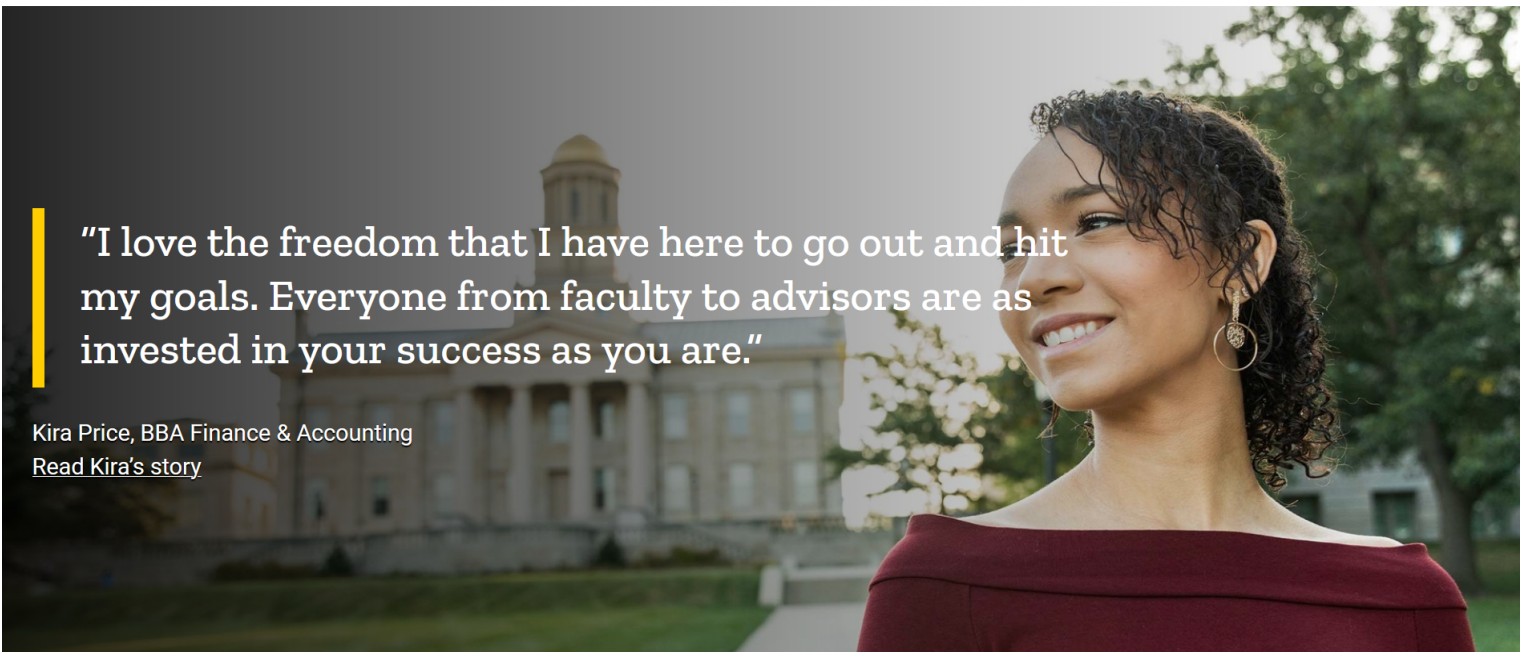 "I love the freedom that I have here to go out and hit
my goals. Everyone from faculty to advisors are as
invested in your success as you are."
Kira Price, BBA Finance & Accounting
Read Kira's story